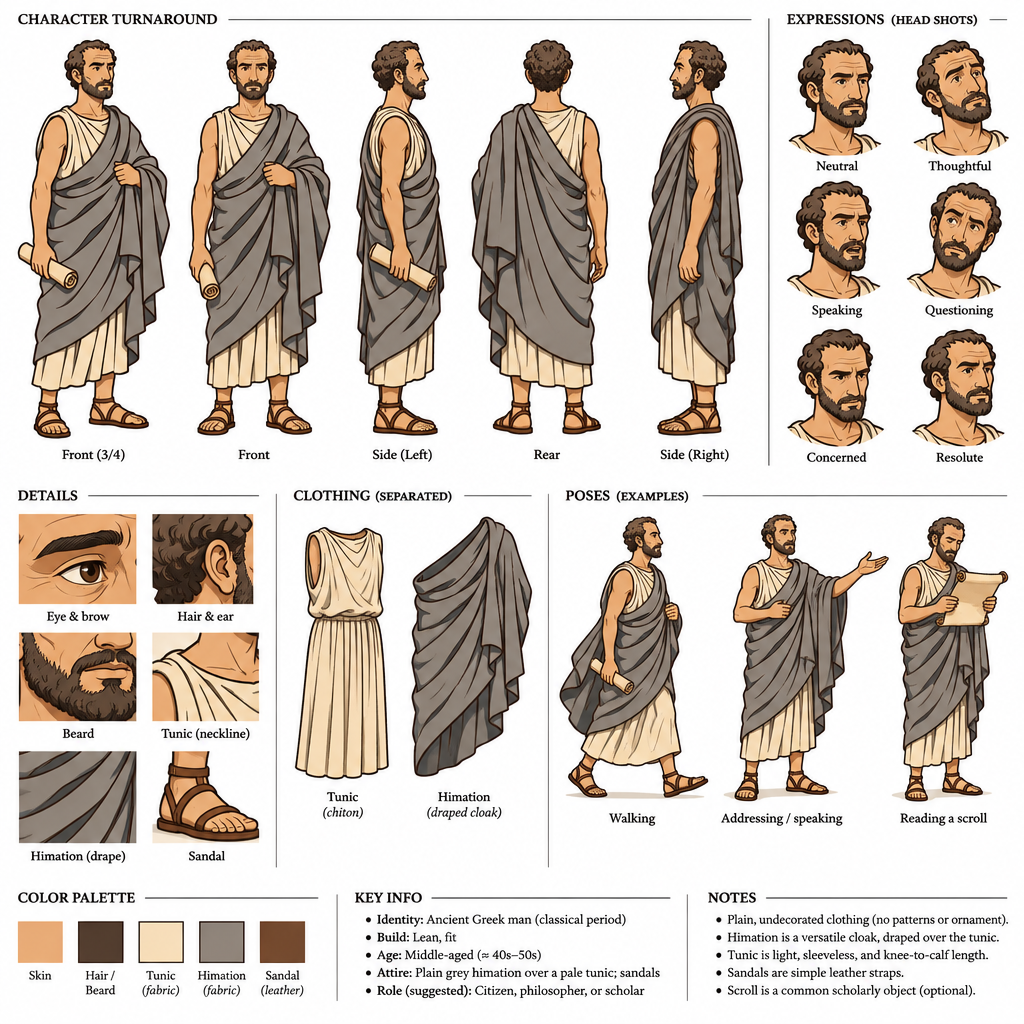 CHARACTER TURNAROUND
Front (3/4)
Front
Side (Left)
Rear
Side (Right)
EXPRESSIONS (HEAD SHOTS)
Neutral
Thoughtful
Speaking
Questioning
Concerned
Resolute
DETAILS
Eye & brow
Hair & ear
Beard
Tunic (neckline)
Himation (drape)
Sandal
CLOTHING (SEPARATED)
Tunic
(chiton)
Himation
(draped cloak)
POSES (EXAMPLES)
Walking
Addressing / speaking
Reading a scroll
COLOR PALETTE
Skin
Hair /
Beard
Tunic
(fabric)
Himation
(fabric)
Sandal
(leather)
KEY INFO
• Identity: Ancient Greek man (classical period)
• Build: Lean, fit
• Age: Middle-aged (≈ 40s–50s)
• Attire: Plain grey himation over a pale tunic; sandals
• Role (suggested): Citizen, philosopher, or scholar
NOTES
• Plain, undecorated clothing (no patterns or ornament).
• Himation is a versatile cloak, draped over the tunic.
• Tunic is light, sleeveless, and knee-to-calf length.
• Sandals are simple leather straps.
• Scroll is a common scholarly object (optional).